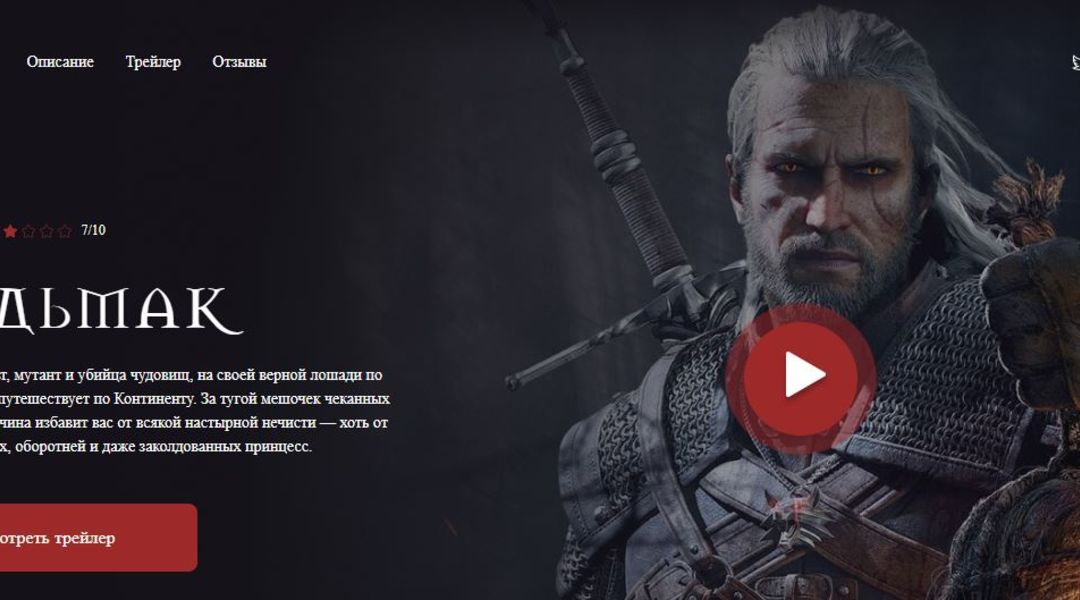 Описание Трейлер Отзывы
7/10
дьмак
т, мутант и убийца чудовищ, на своей верной лошади по
путешествует по Континенту. За тугой мешочек чеканных
чина избавит вас от всякой настырной нечисти — хоть от
х, оборотней и даже заколдованных принцесс.
отреть трейлер